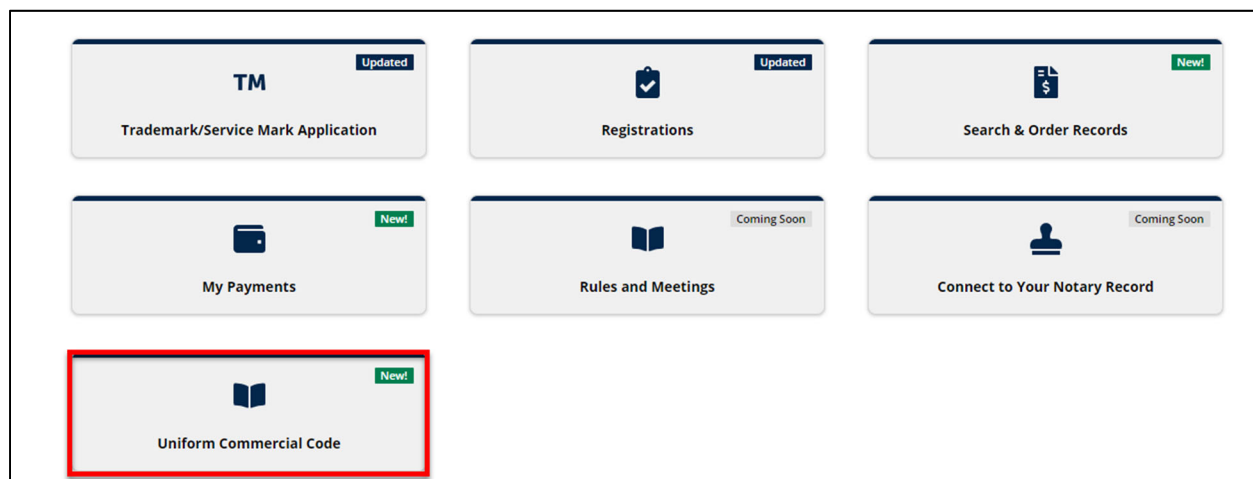 Updated
TM
Trademark/Service Mark Application
Updated
Registrations
New!
$
Search & Order Records
New!
My Payments
Coming Soon
Rules and Meetings
Coming Soon
Connect to Your Notary Record
New!
Uniform Commercial Code